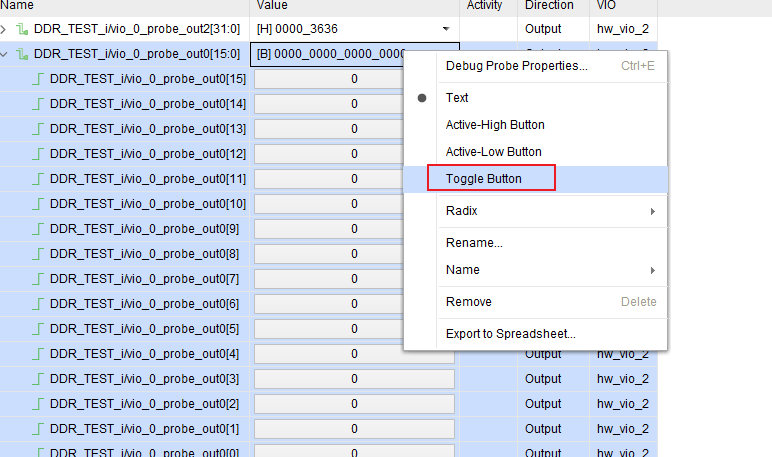 Name Value Activity Direction VIO
DDR_TEST_i/vio_0_probe_out2[31:0] [H] 0000_3636 Output hw_vio_2
DDR_TEST_i/vio_0_probe_out0[15:0] [B] 0000_0000_0000_0000
DDR_TEST_i/vio_0_probe_out0[15] 0
DDR_TEST_i/vio_0_probe_out0[14] 0
DDR_TEST_i/vio_0_probe_out0[13] 0
DDR_TEST_i/vio_0_probe_out0[12] 0
DDR_TEST_i/vio_0_probe_out0[11] 0
DDR_TEST_i/vio_0_probe_out0[10] 0
DDR_TEST_i/vio_0_probe_out0[9] 0
DDR_TEST_i/vio_0_probe_out0[8] 0
DDR_TEST_i/vio_0_probe_out0[7] 0
DDR_TEST_i/vio_0_probe_out0[6] 0
DDR_TEST_i/vio_0_probe_out0[5] 0
DDR_TEST_i/vio_0_probe_out0[4] 0 Output hw_vio_2
DDR_TEST_i/vio_0_probe_out0[3] 0 Output hw_vio_2
DDR_TEST_i/vio_0_probe_out0[2] 0 Output hw_vio_2
DDR_TEST_i/vio_0_probe_out0[1] 0 Output hw_vio_2
DDR_TEST_i/vio_0_probe_out0[0] 0 Output hw_vio_2
Debug Probe Properties... Ctrl+E
Text
Active-High Button
Active-Low Button
Toggle Button
Radix
Rename...
Name
Remove Delete
Export to Spreadsheet...